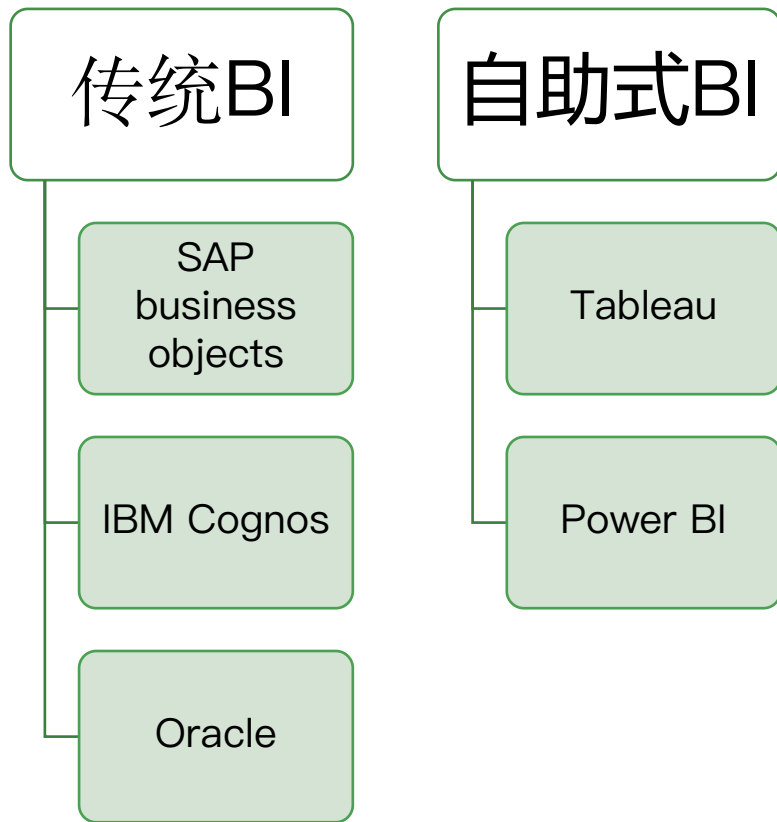 传统BI
SAP
business
objects
IBM Cognos
Oracle
自助式BI
Tableau
Power BI